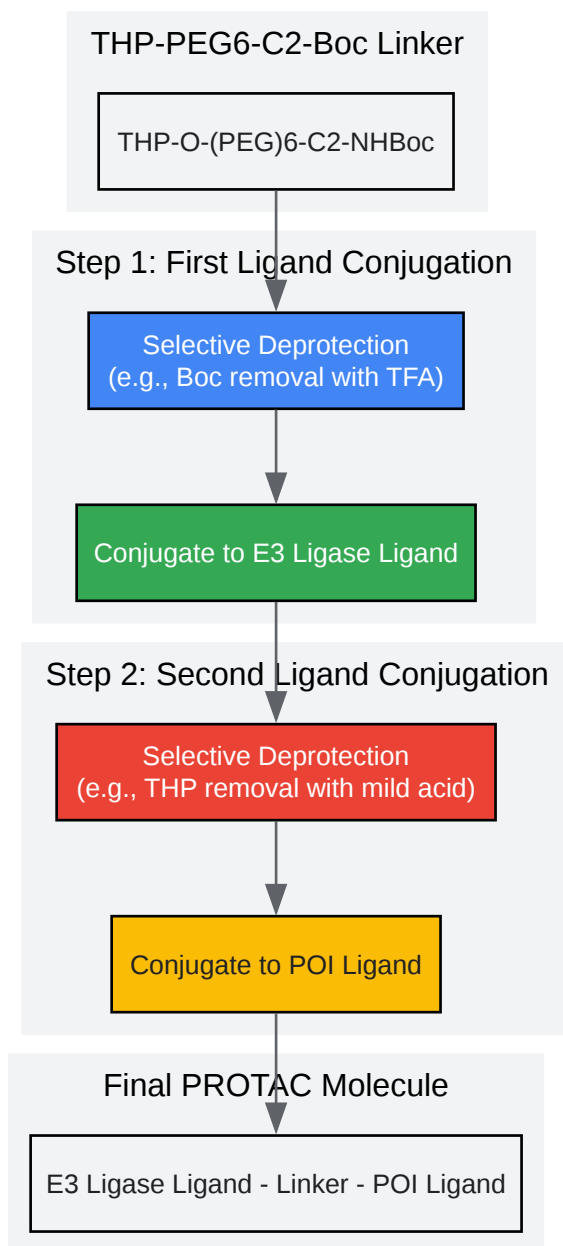 THP-PEG6-C2-Boc Linker
THP-O-(PEG)6-C2-NHBoc
Step 1: First Ligand Conjugation
Selective Deprotection
(e.g., Boc removal with TFA)
Conjugate to E3 Ligase Ligand
Step 2: Second Ligand Conjugation
Selective Deprotection
(e.g., THP removal with mild acid)
Conjugate to POI Ligand
Final PROTAC Molecule
E3 Ligase Ligand - Linker - POI Ligand